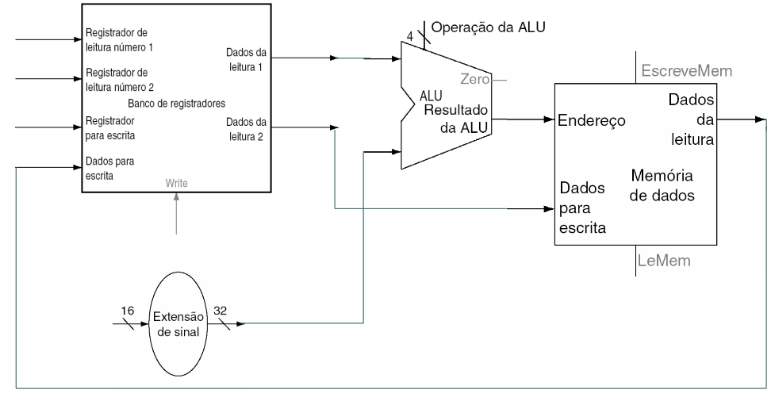 Registrador de
leitura número 1
Registrador de
leitura número 2
Banco de registradores
Registrador
para escrita
Dados para
escrita
Dados da
leitura 1
Dados da
leitura 2
Write
4
Operação da ALU
Zero
ALU
Resultado
da ALU
EscreveMem
Endereço
Dados
da
leitura
Memória
de dados
Dados
para
escrita
LeMem
16
Extensão
de sinal
32